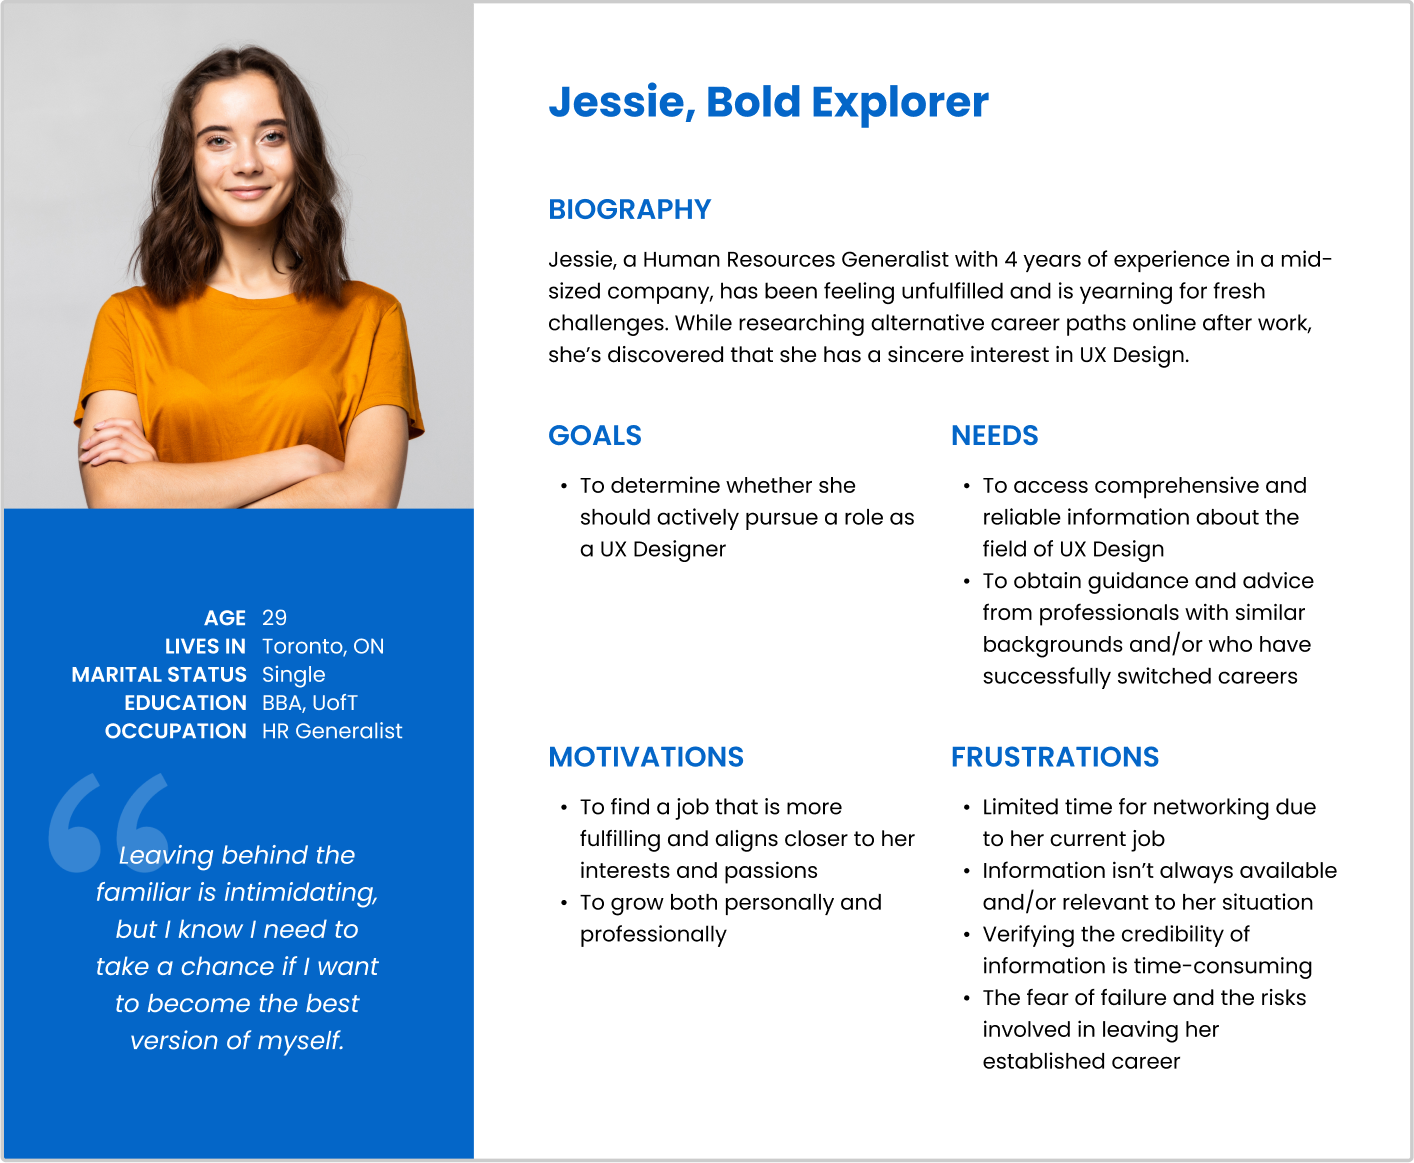 Jessie, Bold Explorer
BIOGRAPHY
Jessie, a Human Resources Generalist with 4 years of experience in a mid-
sized company, has been feeling unfulfilled and is yearning for fresh
challenges. While researching alternative career paths online after work,
she's discovered that she has a sincere interest in UX Design.
GOALS
• To determine whether she
should actively pursue a role as
a UX Designer
NEEDS
• To access comprehensive and
reliable information about the
field of UX Design
• To obtain guidance and advice
from professionals with similar
backgrounds and/or who have
successfully switched careers
MOTIVATIONS
• To find a job that is more
fulfilling and aligns closer to her
interests and passions
• To grow both personally and
professionally
FRUSTRATIONS
• Limited time for networking due
to her current job
• Information isn't always available
and/or relevant to her situation
• Verifying the credibility of
information is time-consuming
• The fear of failure and the risks
involved in leaving her
established career
AGE 29
LIVES IN Toronto, ON
MARITAL STATUS Single
EDUCATION BBA, UofT
OCCUPATION HR Generalist
“
Leaving behind the
familiar is intimidating,
but I know I need to
take a chance if I want
to become the best
version of myself.